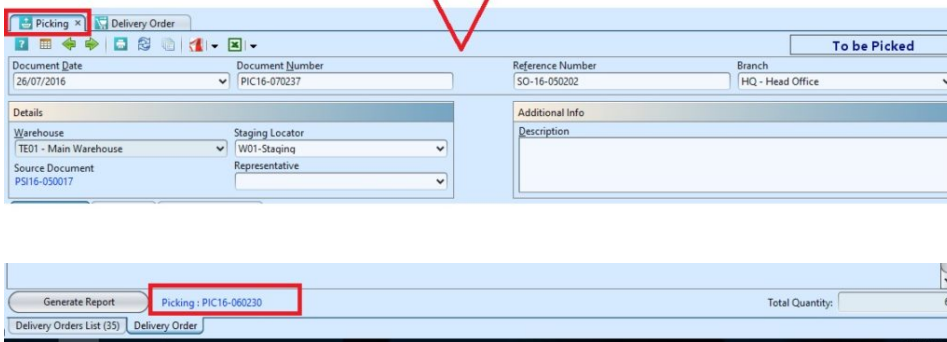 Picking × Delivery Order
To be Picked
Document Date Document Number Reference Number Branch
26/07/2016 PIC16-070237 SO-16-050202 HQ - Head Office
Details Additional Info
Warehouse Staging Locator Description
TE01 - Main Warehouse W01-Staging
Source Document Representative
PSI16-050017
Generate Report Picking : PIC16-060230 Total Quantity:
Delivery Orders List (35) Delivery Order